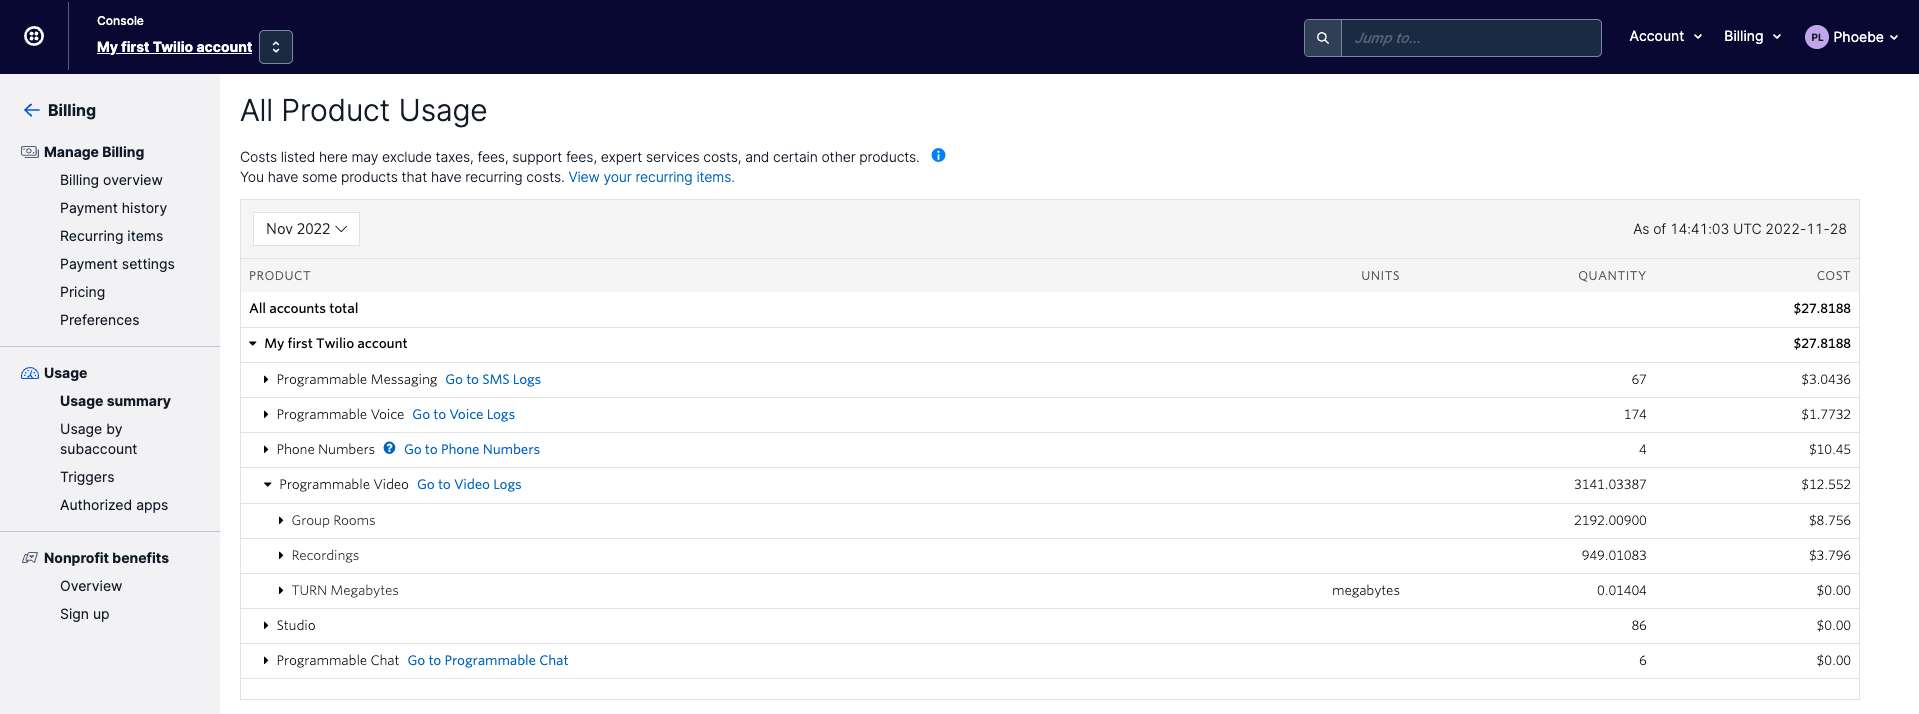 Console
My first Twilio account
Jump to...
Account
Billing
PL Phoebe
Billing
Manage Billing
Billing overview
Payment history
Recurring items
Payment settings
Pricing
Preferences
Usage
Usage summary
Usage by
subaccount
Triggers
Authorized apps
Nonprofit benefits
Overview
Sign up
All Product Usage
Costs listed here may exclude taxes, fees, support fees, expert services costs, and certain other products.
You have some products that have recurring costs. View your recurring items.
Nov 2022
As of 14:41:03 UTC 2022-11-28
PRODUCT UNITS QUANTITY COST
All accounts total $27.8188
My first Twilio account $27.8188
Programmable Messaging Go to SMS Logs 67 $3.0436
Programmable Voice Go to Voice Logs 174 $1.7732
Phone Numbers Go to Phone Numbers 4 $10.45
Programmable Video Go to Video Logs 3141.03387 $12.552
Group Rooms 2192.00900 $8.756
Recordings 949.01083 $3.796
TURN Megabytes megabytes 0.01404 $0.00
Studio 86 $0.00
Programmable Chat Go to Programmable Chat 6 $0.00